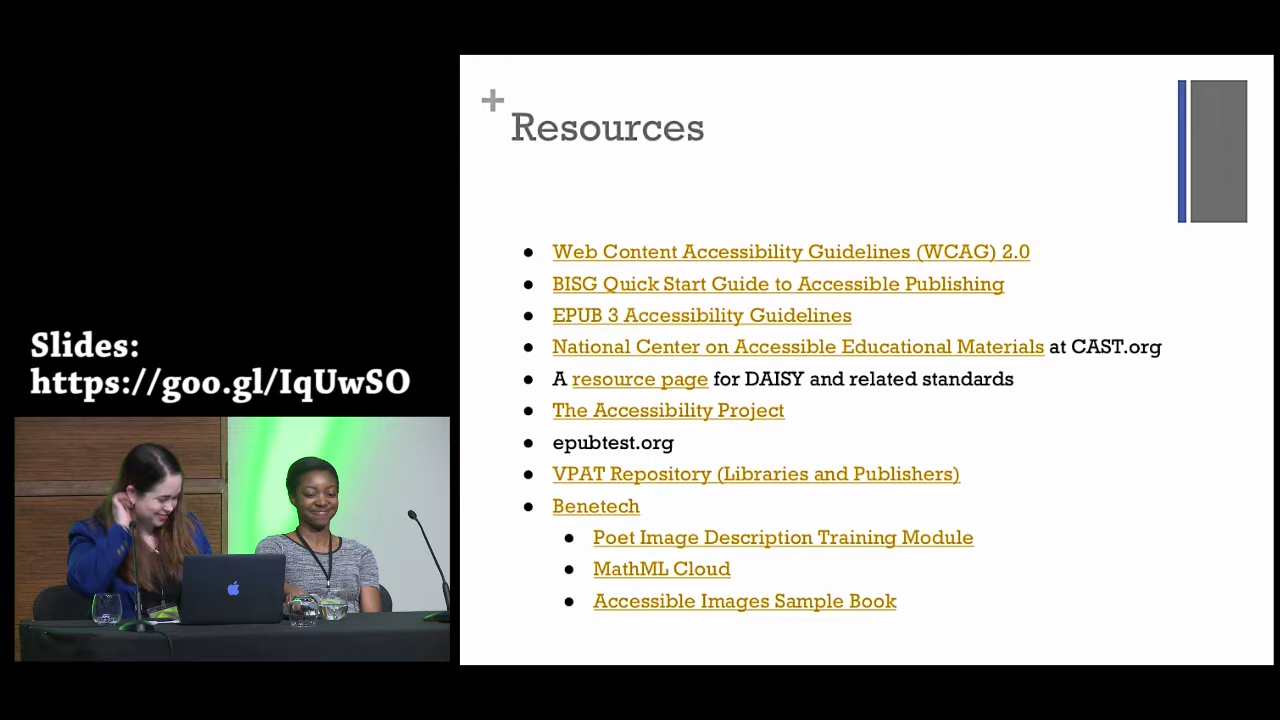 Slides:
https://goo.gl/IqUwSO
+
Resources
● Web Content Accessibility Guidelines (WCAG) 2.0
● BISG Quick Start Guide to Accessible Publishing
● EPUB 3 Accessibility Guidelines
● National Center on Accessible Educational Materials at CAST.org
● A resource page for DAISY and related standards
● The Accessibility Project
● epubtest.org
● VPAT Repository (Libraries and Publishers)
● Benetech
● Poet Image Description Training Module
● MathML Cloud
● Accessible Images Sample Book